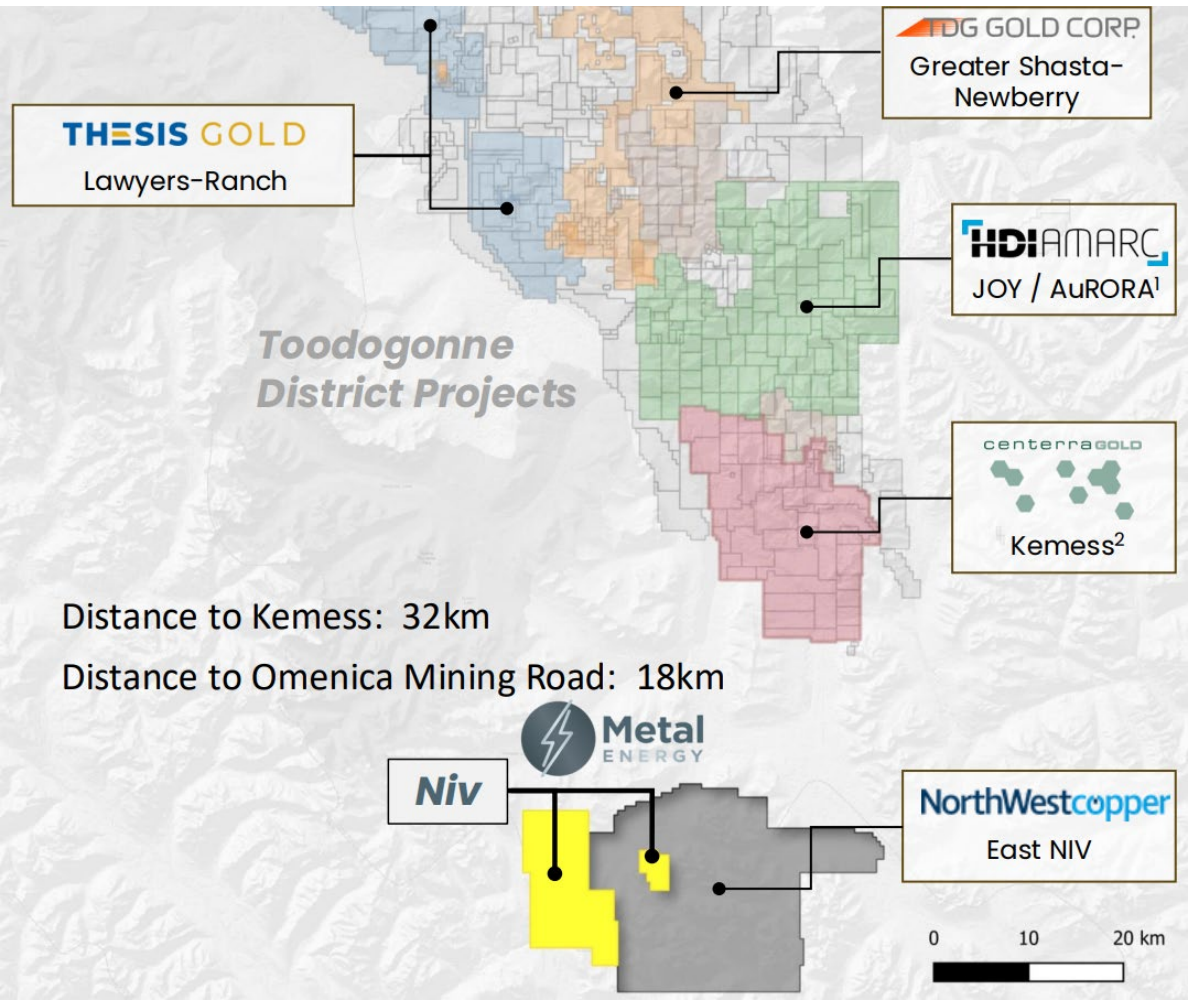 TDG GOLD CORP.
Greater Shasta-
Newberry
THESIS GOLD
Lawyers-Ranch
HDI AMARC
JOY / AuRORA¹
Toodogonne
District Projects
centerra GOLD
Kemess²
Distance to Kemess: 32km
Distance to Omenica Mining Road: 18km
Metal
ENERGY
Niv
NorthWestcopper
East NIV
0 10 20 km